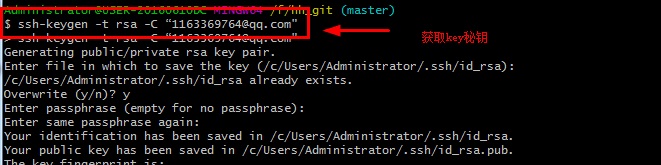 Administrator@USER-20160610DC MINGW64 /f/hhigit (master)
$ ssh-keygen -t rsa -C “1163369764@qq.com"
> ssh-keygen -t rsa -C “1163369764@qq.com"
获取key秘钥
Generating public/private rsa key pair.
Enter file in which to save the key (/c/Users/Administrator/.ssh/id_rsa):
/c/Users/Administrator/.ssh/id_rsa already exists.
Overwrite (y/n)? y
Enter passphrase (empty for no passphrase):
Enter same passphrase again:
Your identification has been saved in /c/Users/Administrator/.ssh/id_rsa.
Your public key has been saved in /c/Users/Administrator/.ssh/id_rsa.pub.
The key fingerprint is: